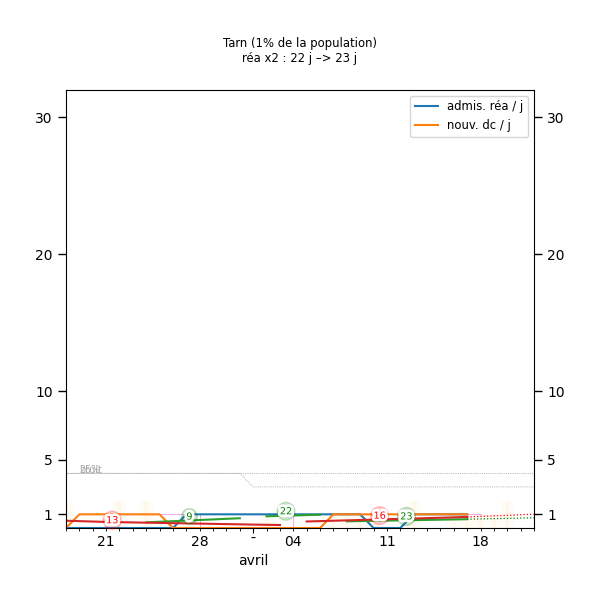 Tarn (1% de la population)
réa x2 : 22 j –> 23 j
admis. réa / j
nouv. dc / j
30 30
20 20
10 10
5 5
25%
13 9 22 16 23
1 1
21 28 04 11 18
avril